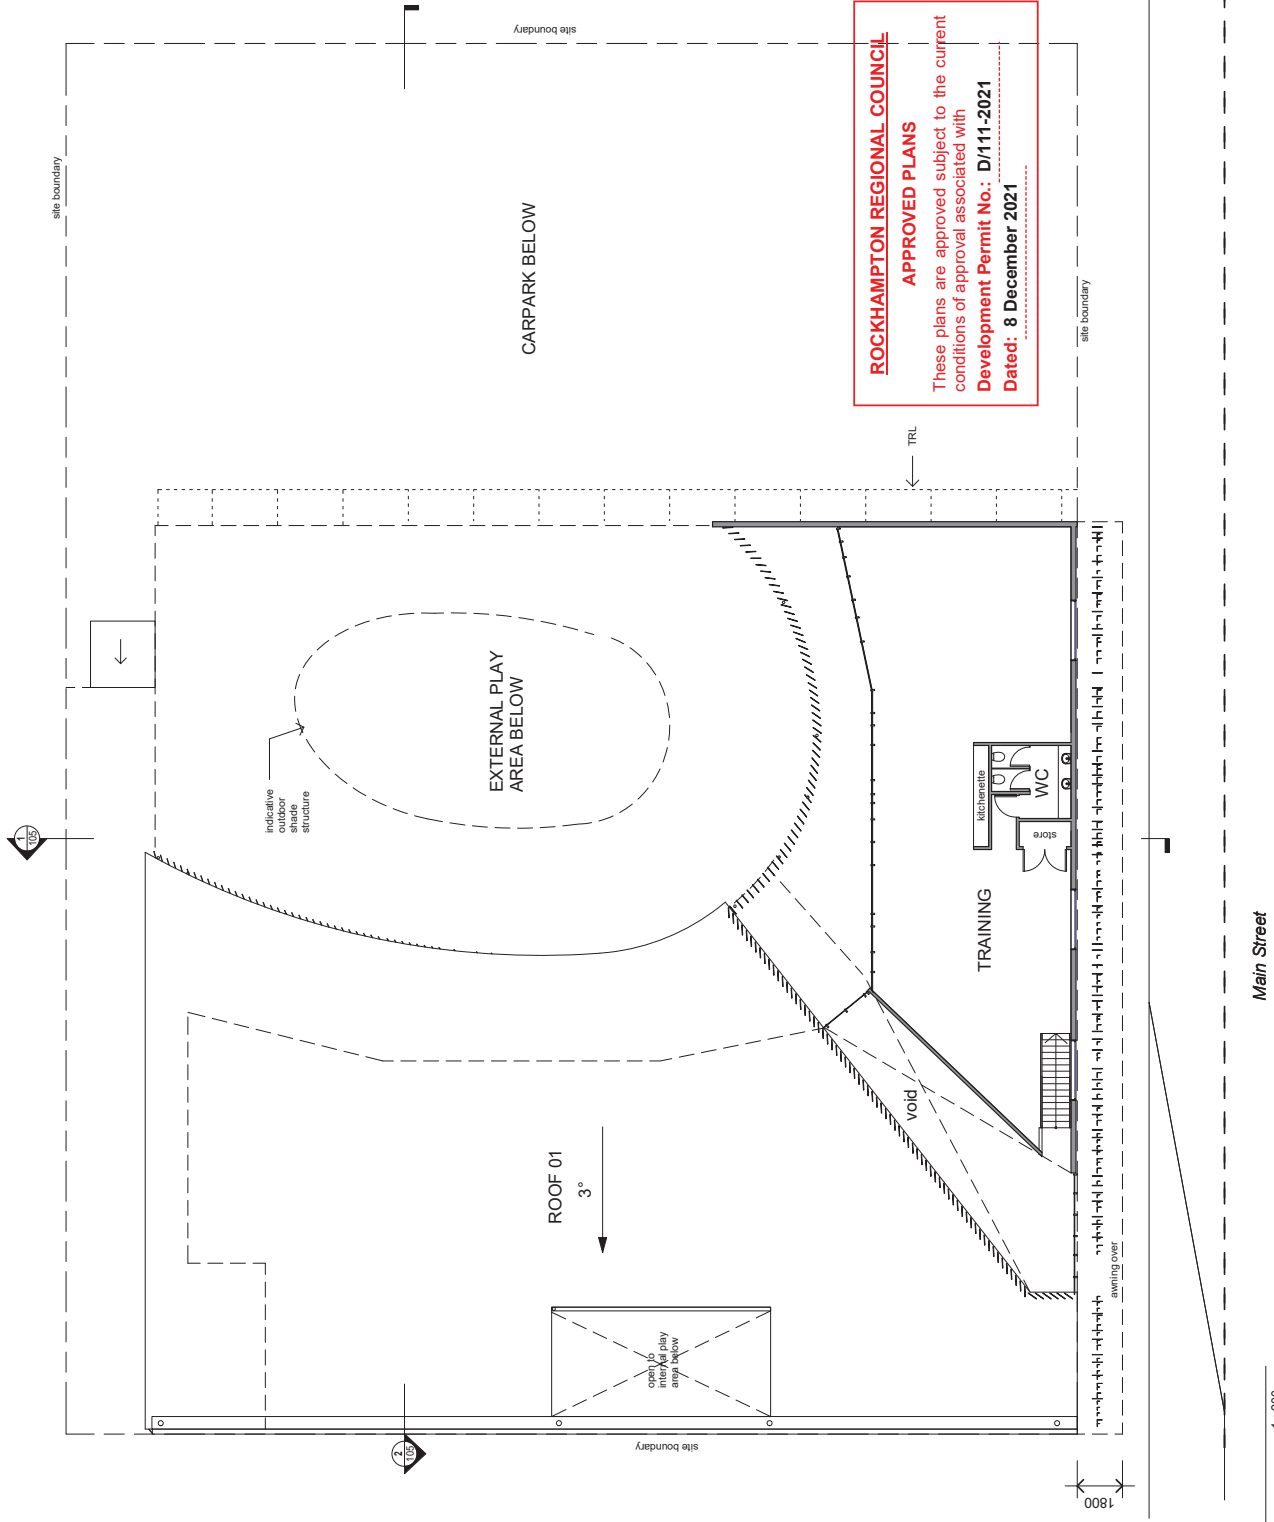 site boundary
site boundary
CARPARK BELOW
ROCKHAMPTON REGIONAL COUNCIL
APPROVED PLANS
These plans are approved subject to the current
conditions of approval associated with
Development Permit No.: D/111-2021
Dated: 8 December 2021
site boundary
TRL
indicative
outdoor
shade
structure
EXTERNAL PLAY
AREA BELOW
1
105
kitchenette
WC
store
TRAINING
void
ROOF 01
3°
open to
internal play
area below
awning over
2
105
site boundary
1800
Main Street